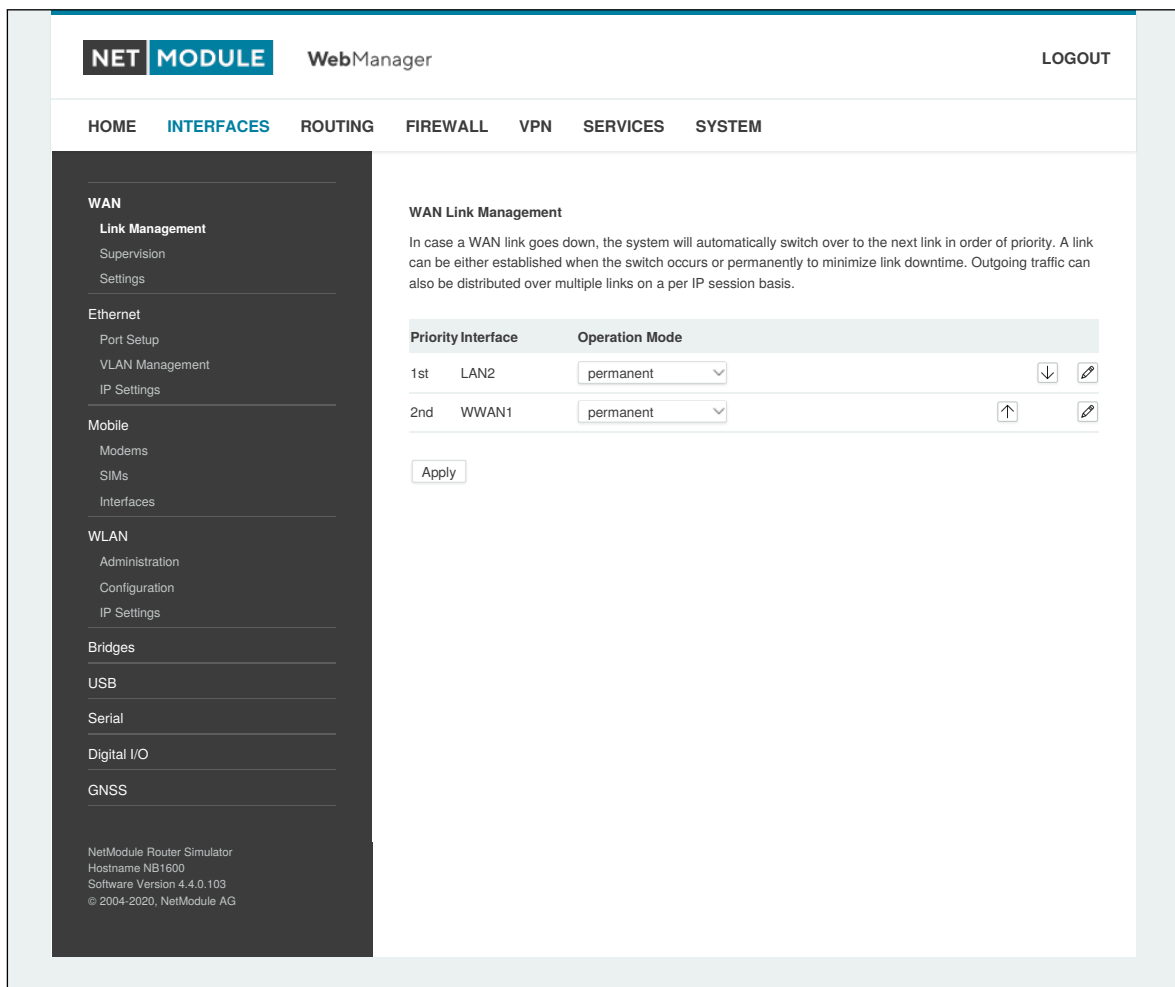 NET MODULE WebManager LOGOUT
HOME INTERFACES ROUTING FIREWALL VPN SERVICES SYSTEM
WAN
Link Management
Supervision
Settings
Ethernet
Port Setup
VLAN Management
IP Settings
Mobile
Modems
SIMs
Interfaces
WLAN
Administration
Configuration
IP Settings
Bridges
USB
Serial
Digital I/O
GNSS
NetModule Router Simulator
Hostname NB1600
Software Version 4.4.0.103
© 2004-2020, NetModule AG
WAN Link Management
In case a WAN link goes down, the system will automatically switch over to the next link in order of priority. A link
can be either established when the switch occurs or permanently to minimize link downtime. Outgoing traffic can
also be distributed over multiple links on a per IP session basis.
Priority Interface Operation Mode
1st LAN2 permanent
2nd WWAN1 permanent
Apply